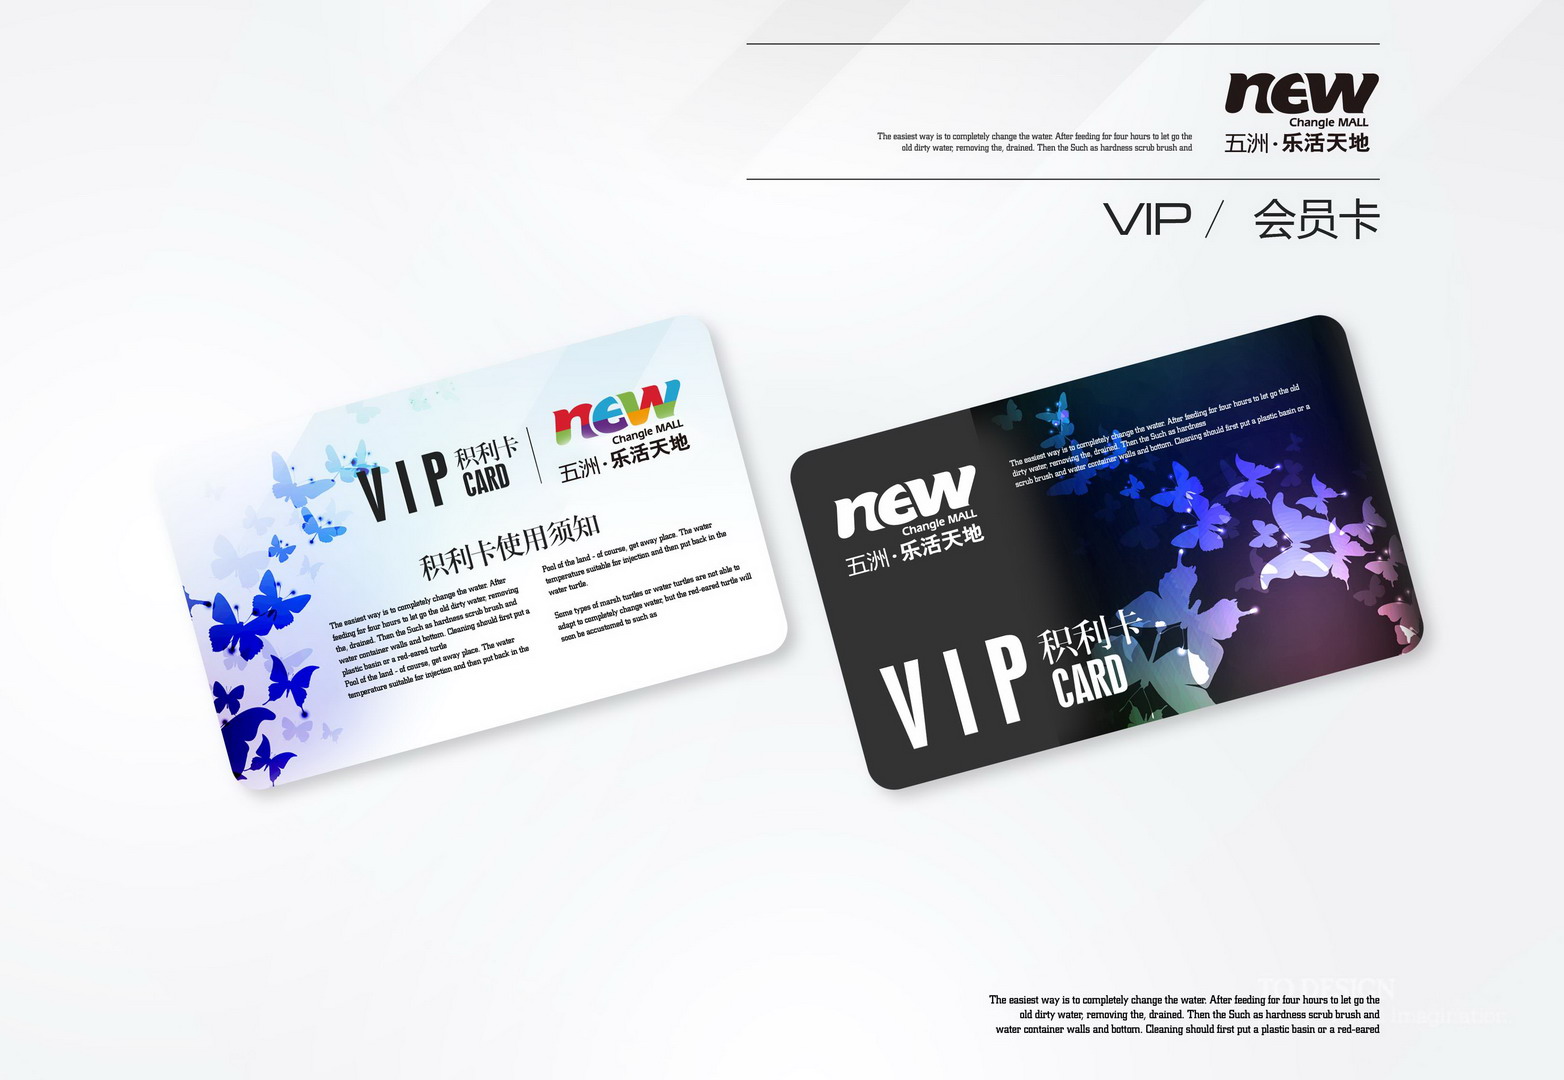 new
Changle MALL
五洲·乐活天地
The easiest way is to completely change the water. After feeding for four hours to let go the
old dirty water, removing the, drained. Then the Such as hardness scrub brush and
VIP / 会员卡
VIP 积利卡
CARD
new
Changle MALL
五洲·乐活天地
积利卡使用须知
The easiest way is to completely change the water. After
feeding for four hours to let go the old dirty water, removing
the, drained. Then the Such as hardness scrub brush and
water container walls and bottom. Cleaning should first put a
plastic basin or a red-eared turtle
Pool of the land - of course, get away place. The water
temperature suitable for injection and then put back in the
Pool of the land - of course, get away place. The water
temperature suitable for injection and then put back in the
water turtle.
Some types of marsh turtles or water turtles are not able to
adapt to completely change water, but the red-eared turtle will
soon be accustomed to such as
new
Changle MALL
五洲·乐活天地
The easiest way is to completely change the water. After feeding for four hours to let go the old
dirty water, removing the, drained. Then the Such as hardness
scrub brush and water container walls and bottom. Cleaning should first put a plastic basin or a
VIP 积利卡
CARD
TO DESIGN
The easiest way is to completely change the water. After feeding for four hours to let go the
old dirty water, removing the, drained. Then the Such as hardness scrub brush and
water container walls and bottom. Cleaning should first put a plastic basin or a red-eared